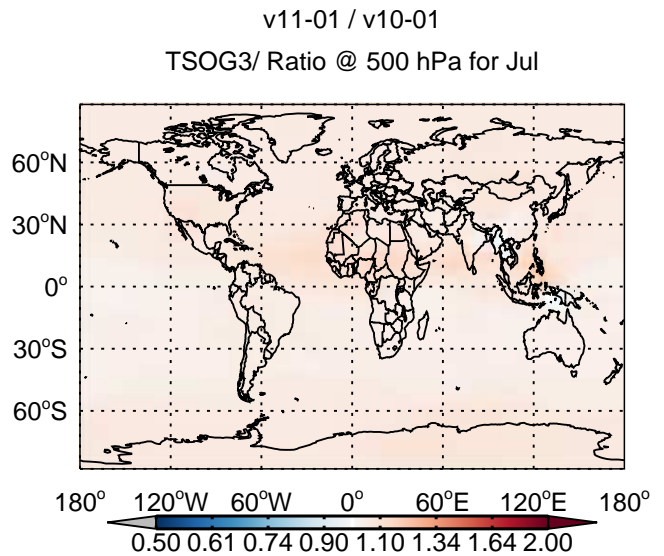 v11-01 / v10-01
TSOG3/ Ratio @ 500 hPa for Jul
60°N
30°N
0°
30°S
60°S
180° 120°W 60°W 0° 60°E 120°E 180°
0.50 0.61 0.74 0.90 1.10 1.34 1.64 2.00